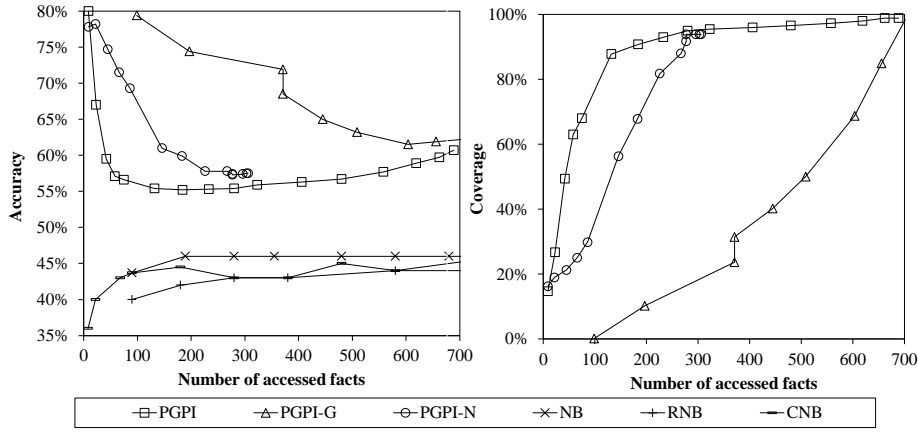 80%
75%
70%
65%
60%
55%
50%
45%
40%
35%
Accuracy
0 100 200 300 400 500 600 700
Number of accessed facts
100%
80%
60%
40%
20%
0%
Coverage
0 100 200 300 400 500 600 700
Number of accessed facts
PGPI PGPI-G PGPI-N NB RNB CNB